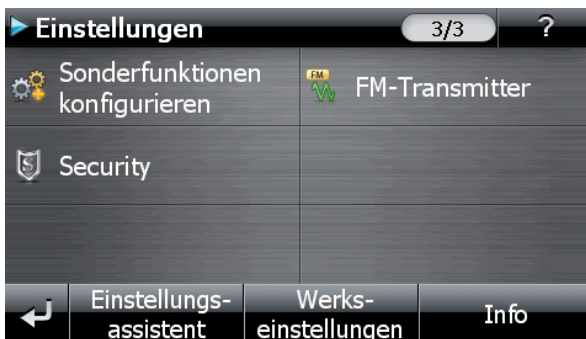 Einstellungen
3/3
?
Sonderfunktionen
konfigurieren
FM
FM-Transmitter
S
Security
Einstellungs-
assistent
Werks-
einstellungen
Info